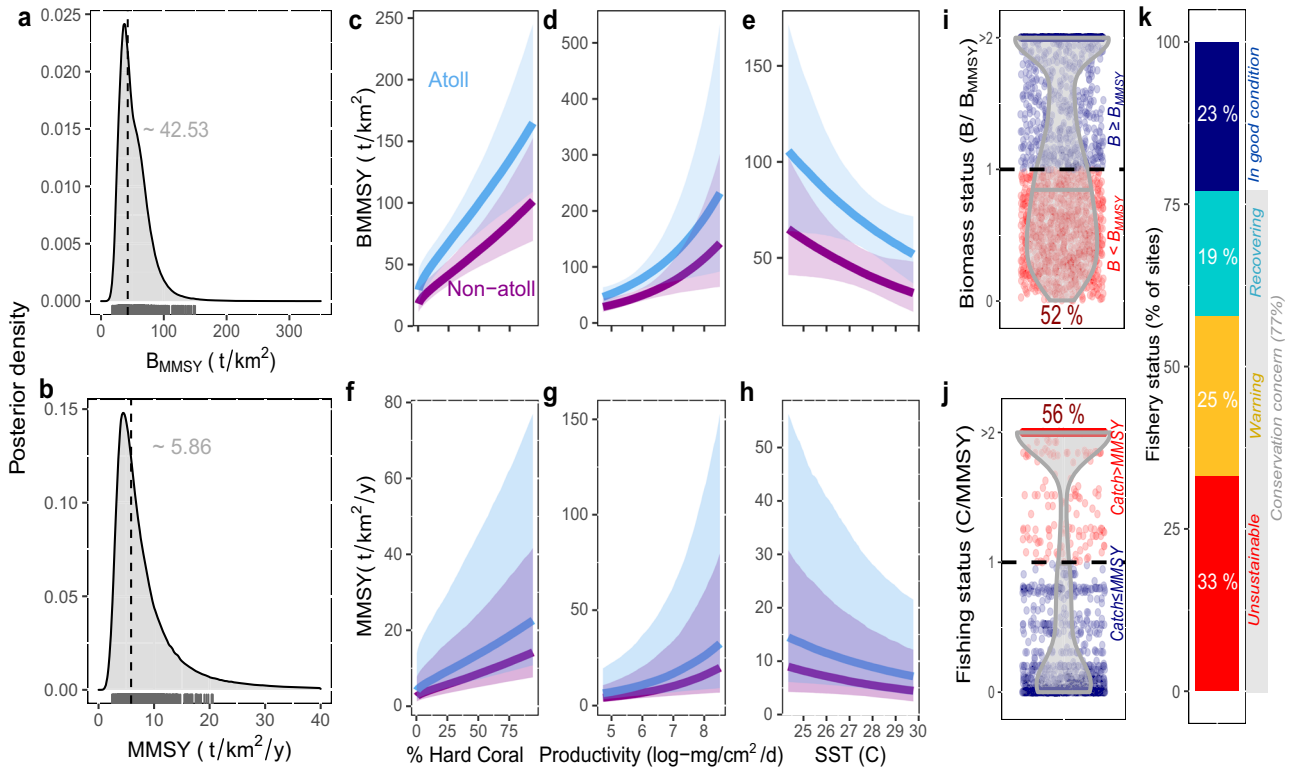 a
0.025
0.020
0.015
0.010
0.005
0.000
~ 42.53
0 100 200 300
B_MMSY ( t/km²)
Posterior density
b
0.15
0.10
0.05
0.00
~ 5.86
0 10 20 30 40
MMSY ( t/km²/y)
c
BMMSY ( t/km²)
250
200
150
100
50
0
Atoll
Non−atoll
d
500
400
300
200
100
0
e
150
100
50
f
MMSY( t/km²/y)
80
60
40
20
0
0 25 50 75
% Hard Coral
g
150
100
50
0
5 6 7 8
Productivity (log−mg/cm²/d)
h
50
40
30
20
10
0
25 26 27 28 29 30
SST (C)
i
Biomass status (B/ B_MMSY)
>2
1
0
B ≥ B_MMSY
B < B_MMSY
52 %
j
Fishing status (C/MMSY)
56 %
>2
1
0
Catch>MMSY
Catch≤MMSY
k
Fishery status (% of sites)
100
75
50
25
0
23 %
19 %
25 %
33 %
In good condition
Recovering
Warning
Unsustainable
Conservation concern (77%)